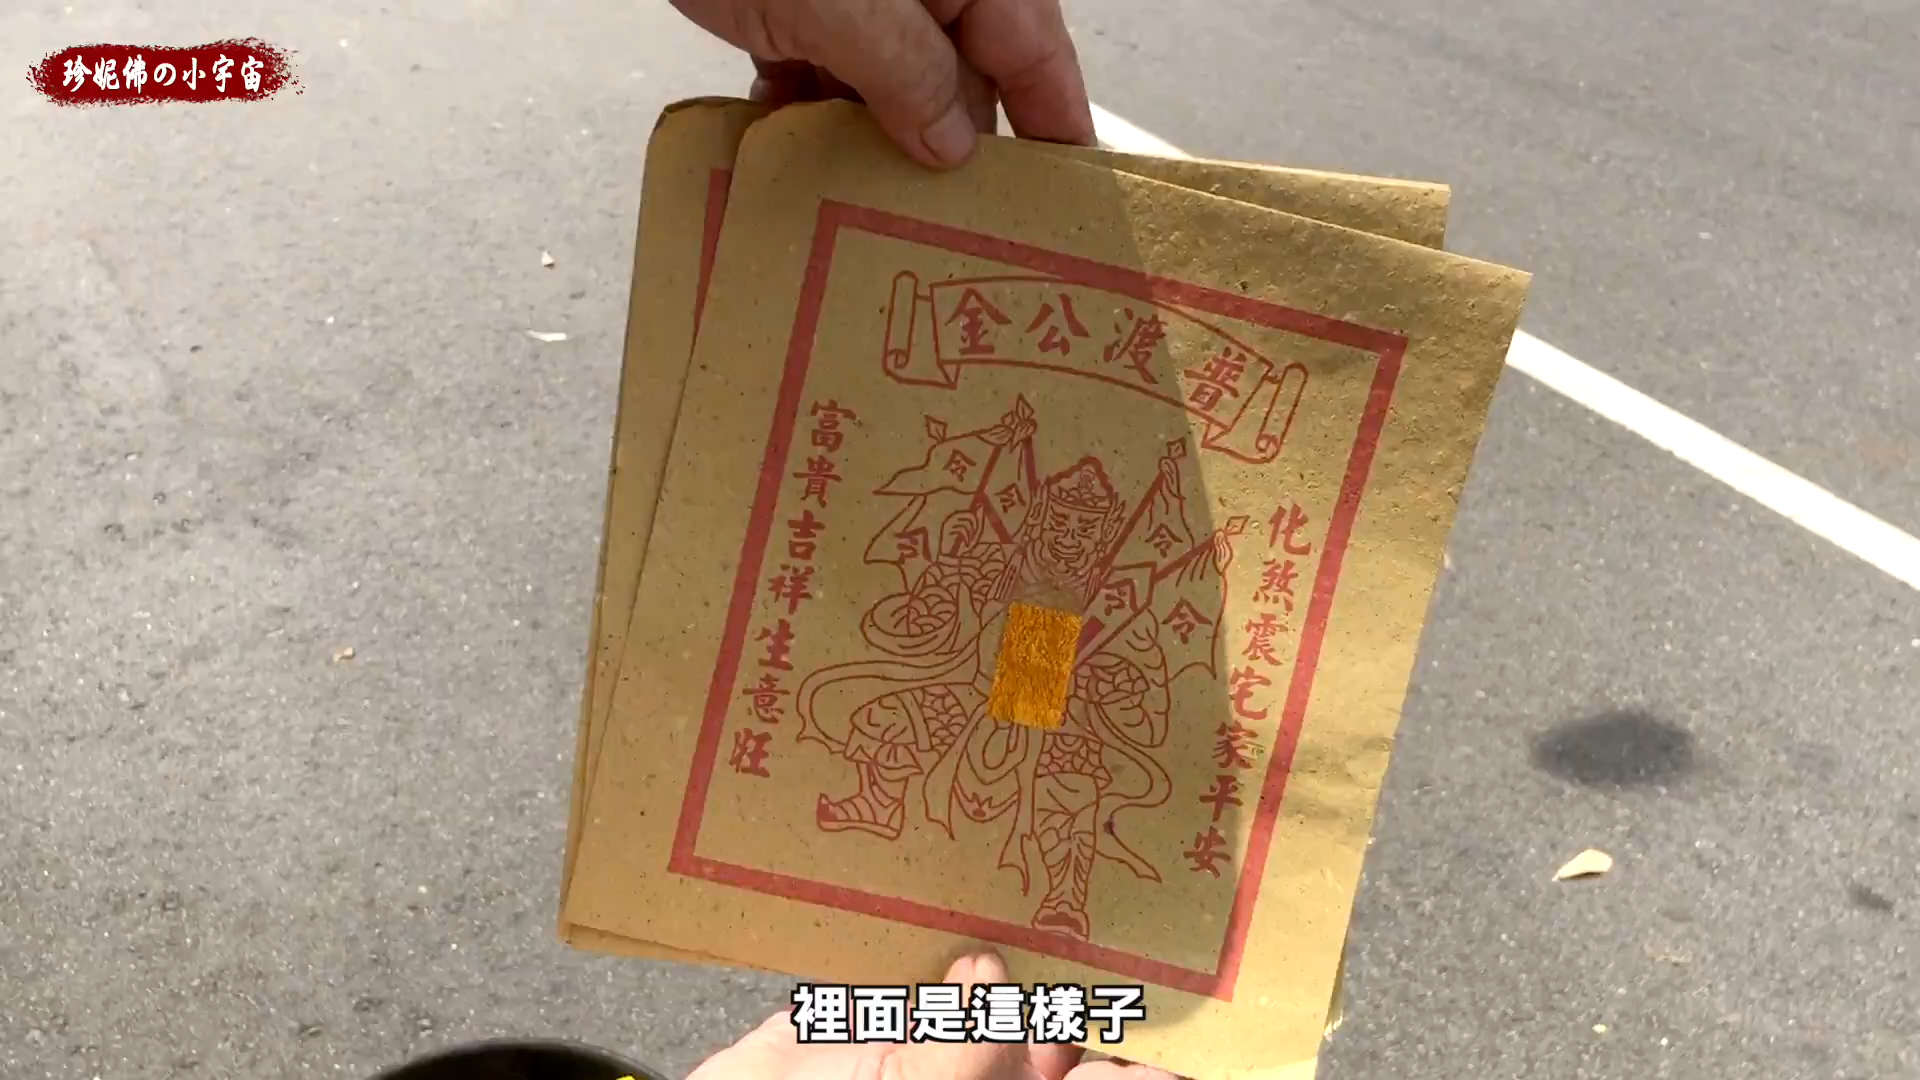 珍妮佛の小宇宙
普渡公金
化煞震宅家平安
富貴吉祥生意旺
令
令
令
令
令
令
裡面是這樣子